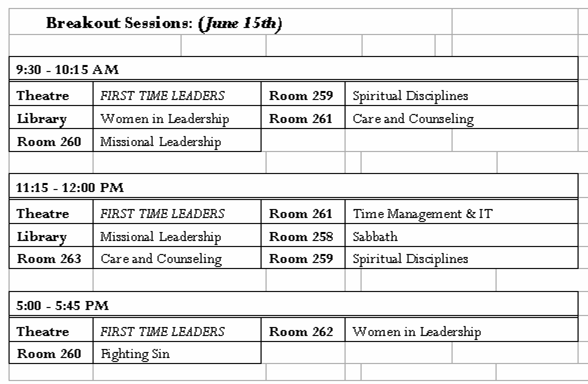 Breakout Sessions: (June 15th)
9:30 - 10:15 AM
Theatre FIRST TIME LEADERS Room 259 Spiritual Disciplines
Library Women in Leadership Room 261 Care and Counseling
Room 260 Missional Leadership
11:15 - 12:00 PM
Theatre FIRST TIME LEADERS Room 261 Time Management & IT
Library Missional Leadership Room 258 Sabbath
Room 263 Care and Counseling Room 259 Spiritual Disciplines
5:00 - 5:45 PM
Theatre FIRST TIME LEADERS Room 262 Women in Leadership
Room 260 Fighting Sin